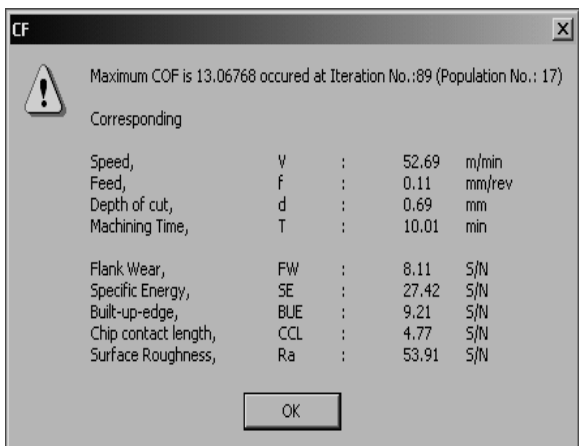 CF
Maximum COF is 13.06768 occured at Iteration No.:89 (Population No.: 17)
Corresponding
Speed, V : 52.69 m/min
Feed, f : 0.11 mm/rev
Depth of cut, d : 0.69 mm
Machining Time, T : 10.01 min
Flank Wear, FW : 8.11 S/N
Specific Energy, SE : 27.42 S/N
Built-up-edge, BUE : 9.21 S/N
Chip contact length, CCL : 4.77 S/N
Surface Roughness, Ra : 53.91 S/N
OK